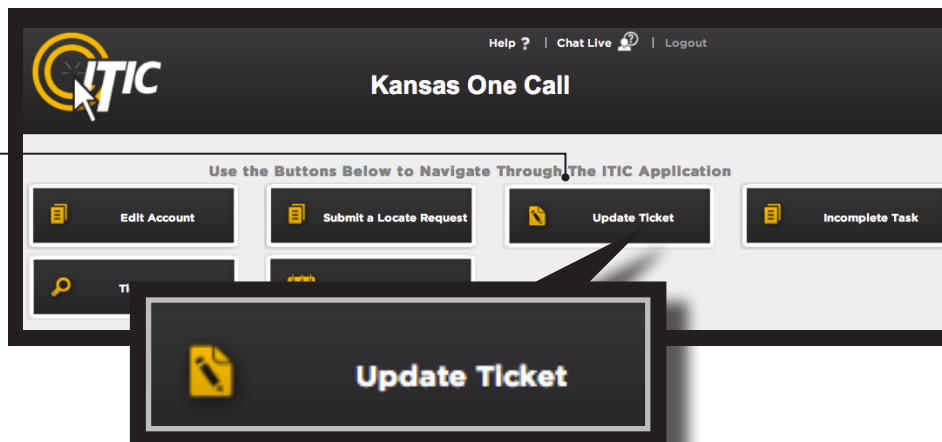 ITIC
Help ? | Chat Live ? | Logout
Kansas One Call
Use the Buttons Below to Navigate Through The ITIC Application
Edit Account
Submit a Locate Request
Update Ticket
Incomplete Task
Update Ticket